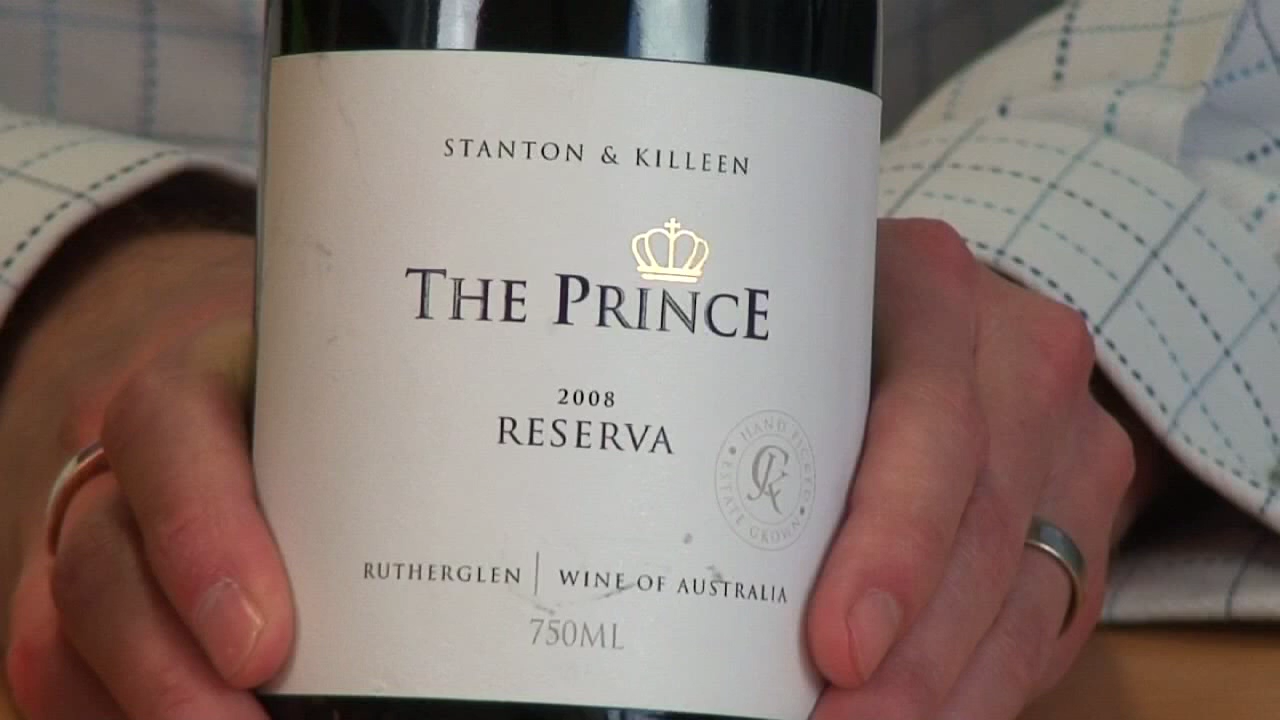 STANTON & KILLEEN
THE PRINCE
2008
RESERVA
HAND PICKED • ESTATE GROWN •
RUTHERGLEN | WINE OF AUSTRALIA
750ML